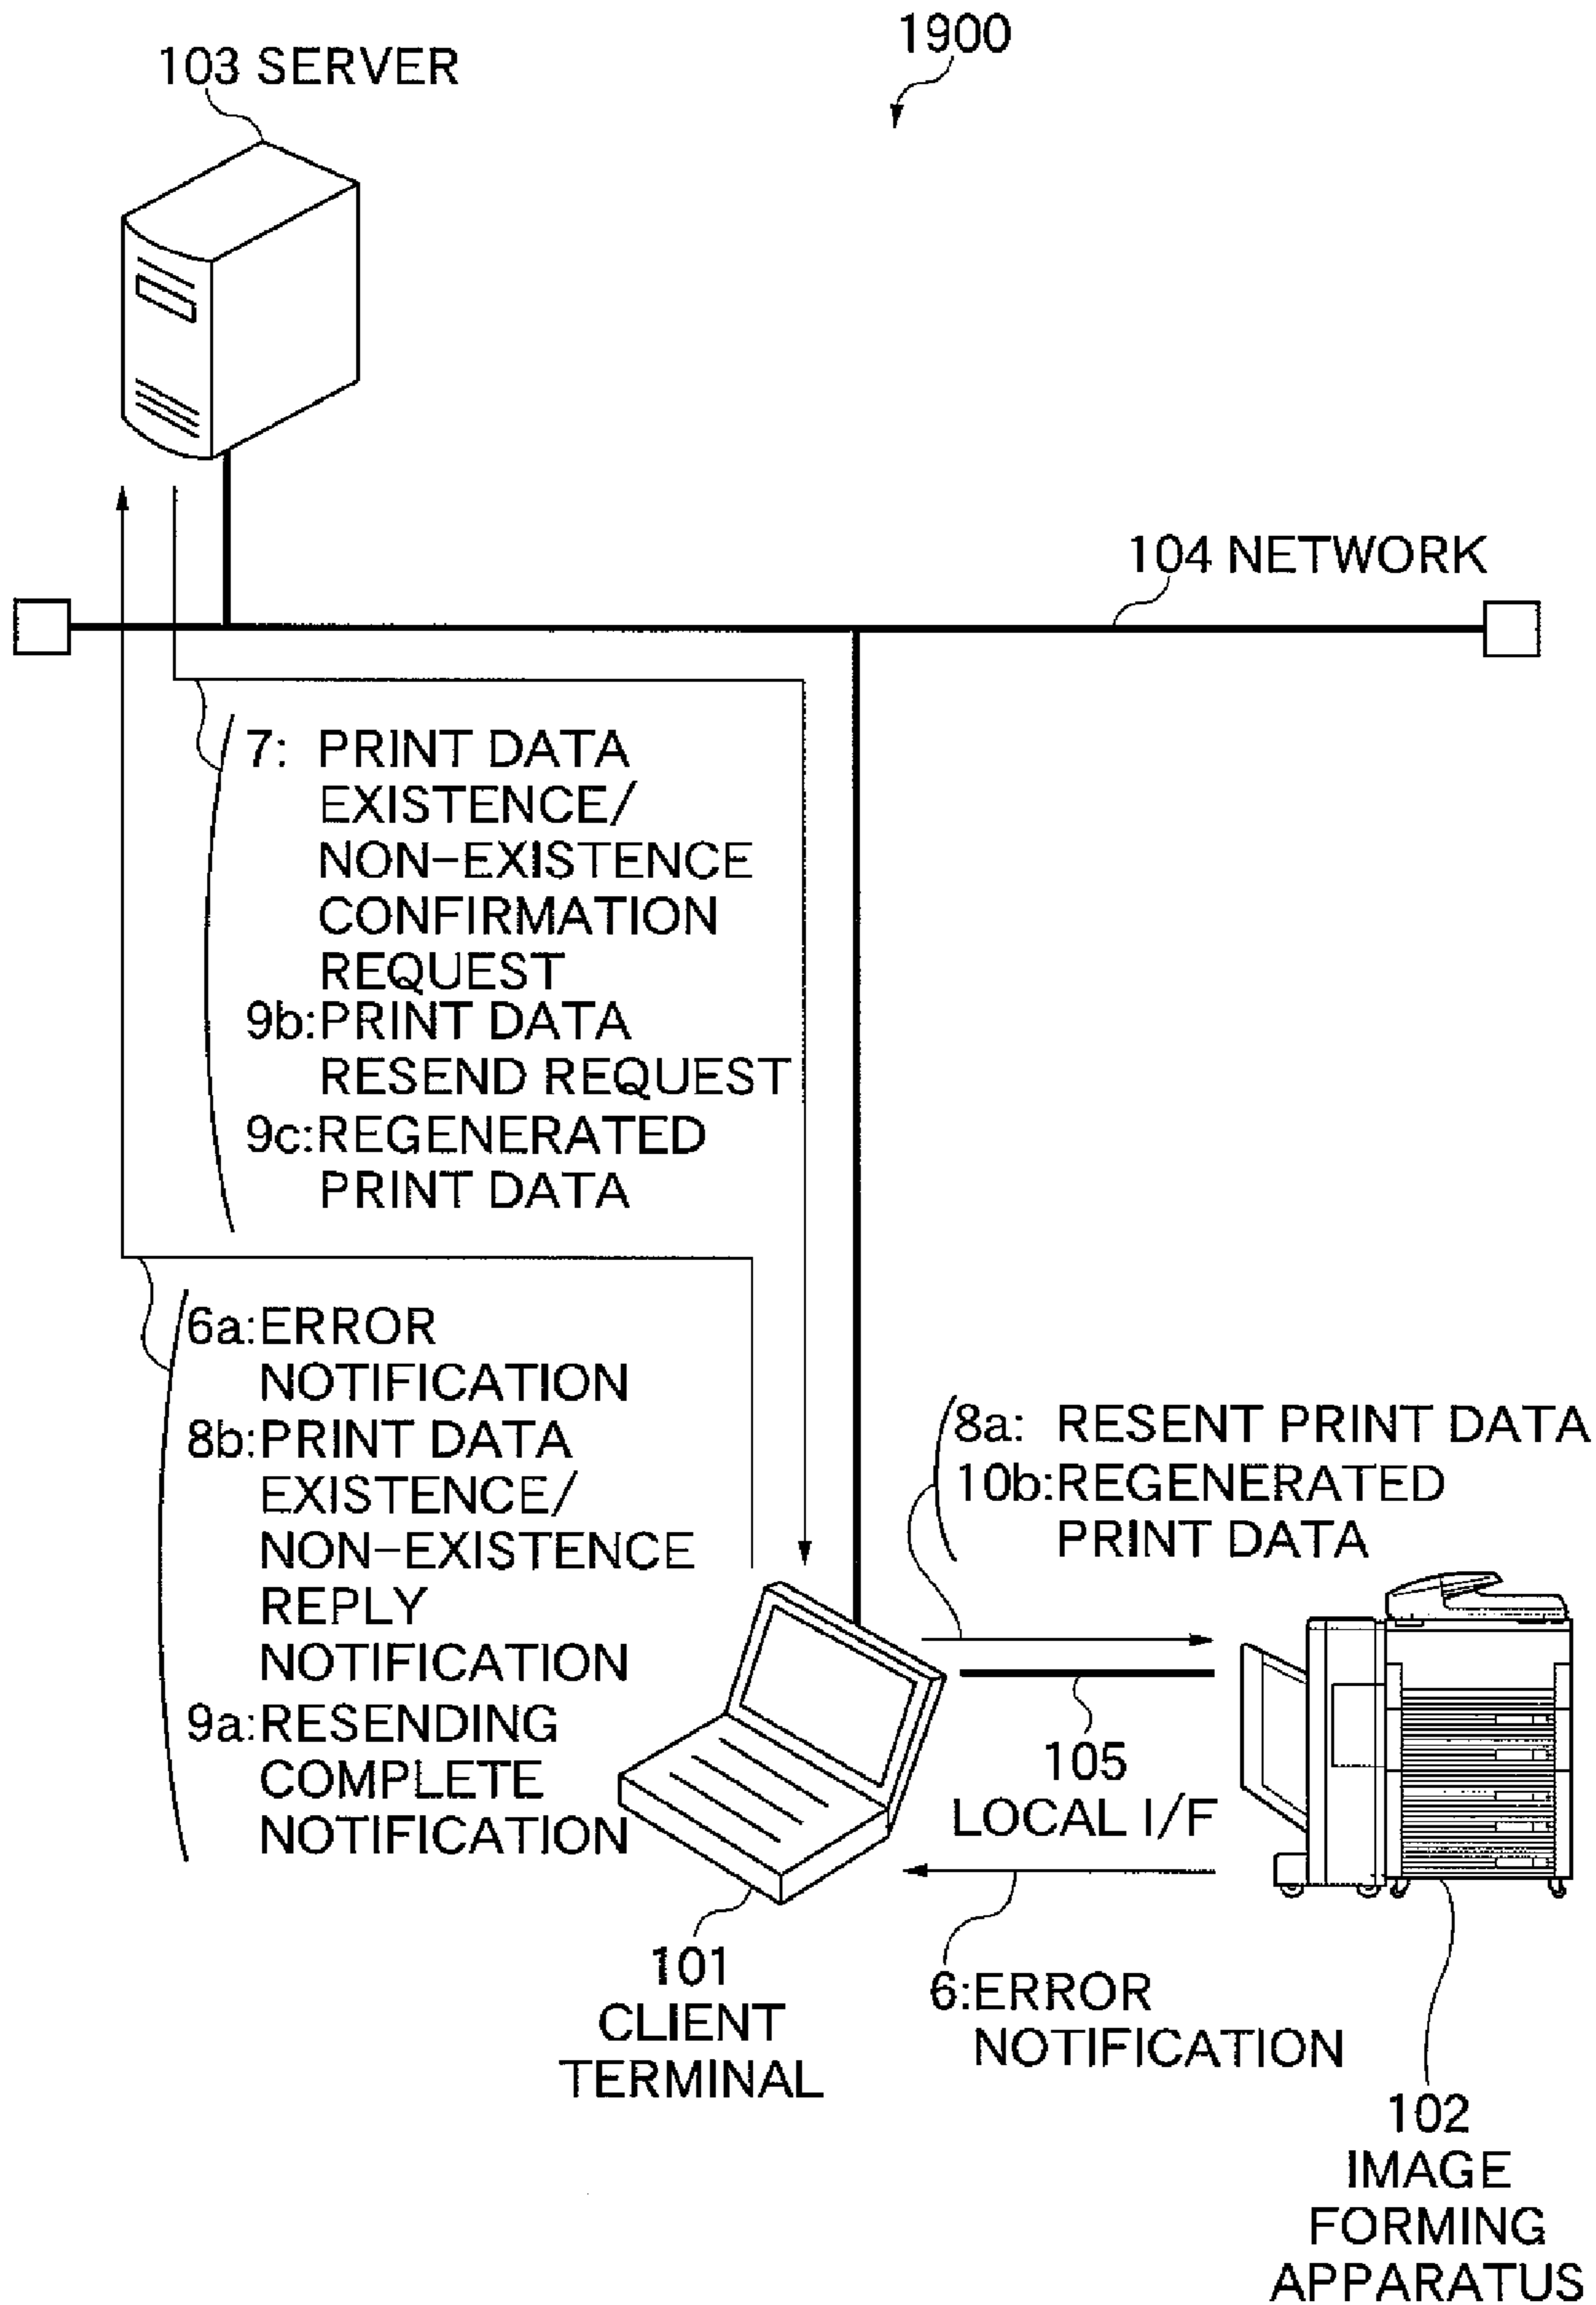 1900
103 SERVER
104 NETWORK
7: PRINT DATA
EXISTENCE/
NON-EXISTENCE
CONFIRMATION
REQUEST
9b:PRINT DATA
RESEND REQUEST
9c:REGENERATED
PRINT DATA
6a:ERROR
NOTIFICATION
8b:PRINT DATA
EXISTENCE/
NON-EXISTENCE
REPLY
NOTIFICATION
9a:RESENDING
COMPLETE
NOTIFICATION
8a: RESENT PRINT DATA
10b:REGENERATED
PRINT DATA
105
LOCAL I/F
101
CLIENT
TERMINAL
6:ERROR
NOTIFICATION
102
IMAGE
FORMING
APPARATUS